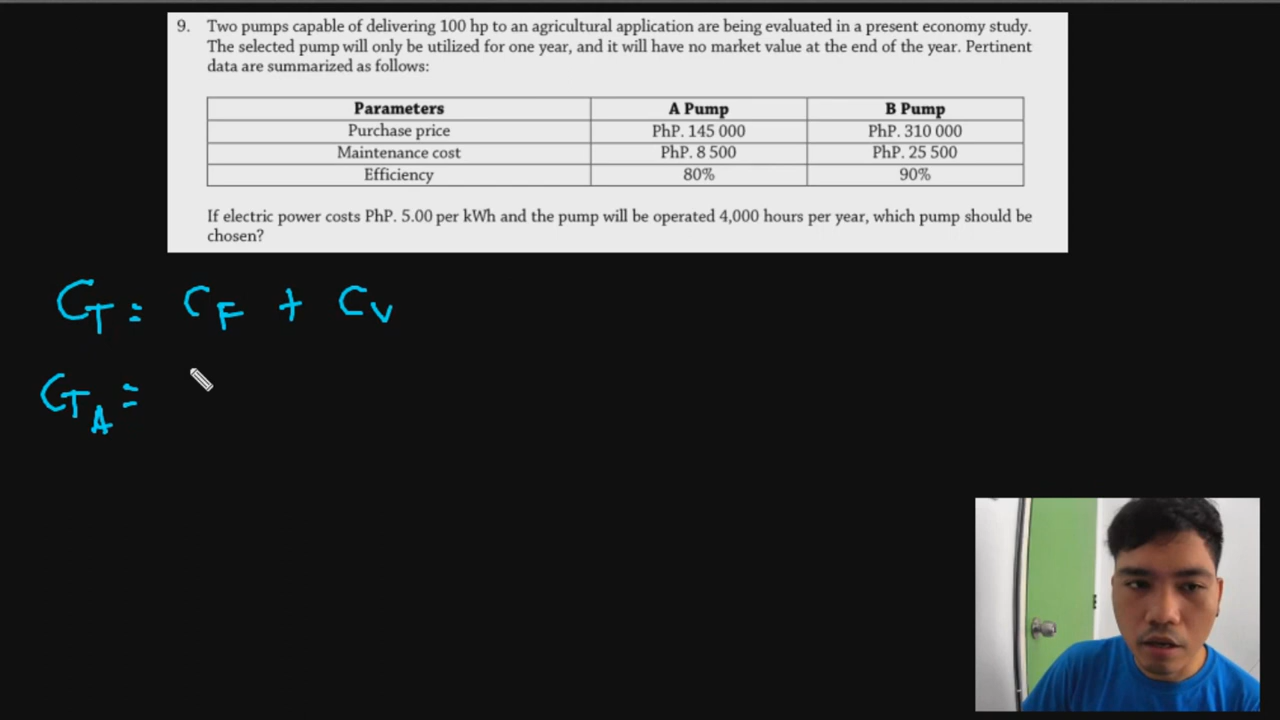 9. Two pumps capable of delivering 100 hp to an agricultural application are being evaluated in a present economy study.
The selected pump will only be utilized for one year, and it will have no market value at the end of the year. Pertinent
data are summarized as follows:
Parameters A Pump B Pump
Purchase price PhP. 145 000 PhP. 310 000
Maintenance cost PhP. 8 500 PhP. 25 500
Efficiency 80% 90%
If electric power costs PhP. 5.00 per kWh and the pump will be operated 4,000 hours per year, which pump should be
chosen?
CT = CF + CV
CTA =